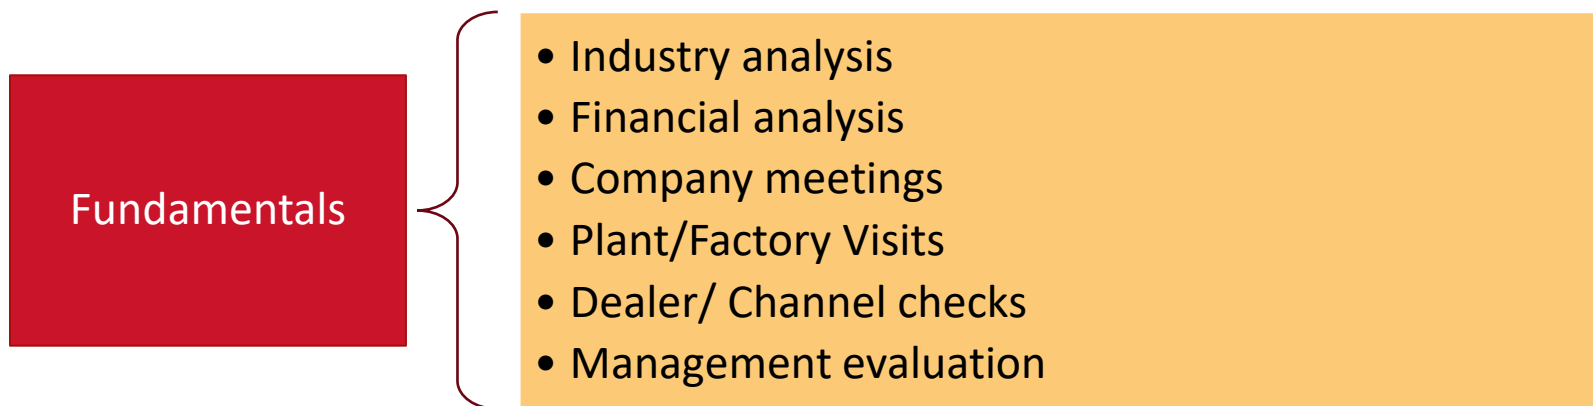 Fundamentals
• Industry analysis
• Financial analysis
• Company meetings
• Plant/Factory Visits
• Dealer/ Channel checks
• Management evaluation